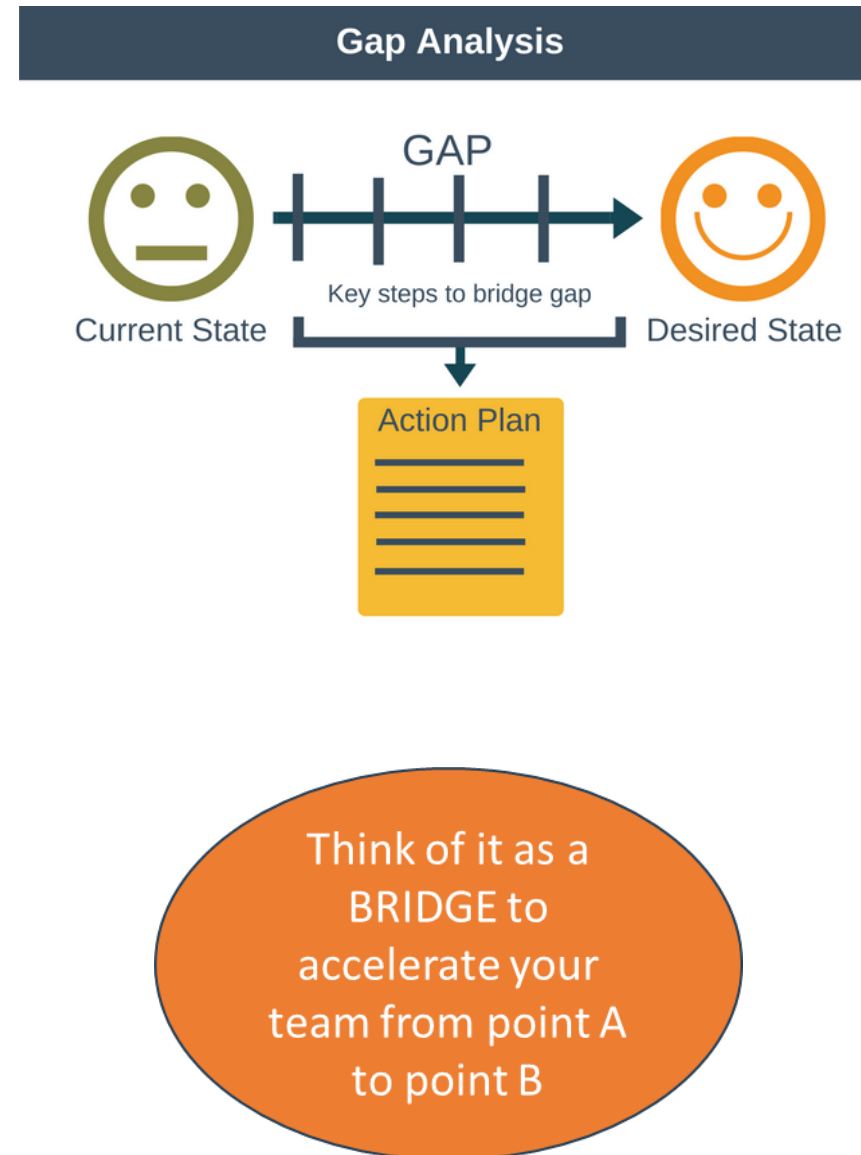 Gap Analysis
GAP
Key steps to bridge gap
Current State
Desired State
Action Plan
Think of it as a
BRIDGE to
accelerate your
team from point A
to point B